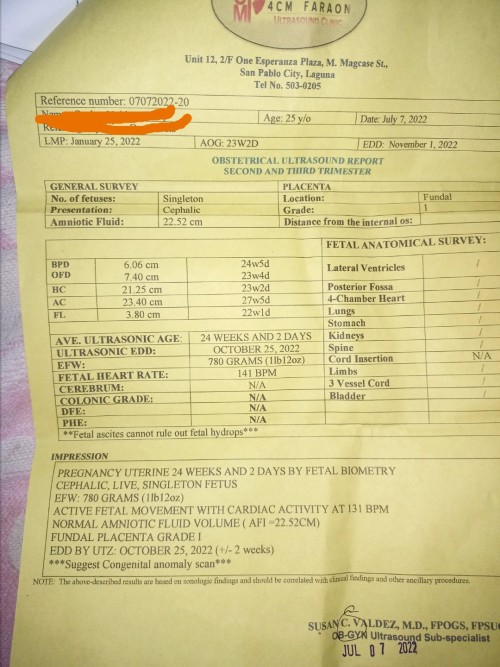 4CM FARAON
ULTRASOUND CLINIC
Unit 12, 2/F One Esperanza Plaza, M. Magcase St.,
San Pablo City, Laguna
Tel No. 503-0205
Reference number: 07072022-20
Age: 25 y/o Date: July 7, 2022
LMP: January 25, 2022 AOG: 23W2D EDD: November 1, 2022
OBSTETRICAL ULTRASOUND REPORT
SECOND AND THIRD TRIMESTER
GENERAL SURVEY PLACENTA
No. of fetuses: Singleton Location: Fundal
Presentation: Cephalic Grade: 1
Amniotic Fluid: 22.52 cm Distance from the internal os:
FETAL ANATOMICAL SURVEY:
BPD 6.06 cm 24w5d Lateral Ventricles /
OFD 7.40 cm 23w4d
HC 21.25 cm 23w2d Posterior Fossa /
AC 23.40 cm 27w5d 4-Chamber Heart /
FL 3.80 cm 22w1d Lungs /
Stomach /
AVE. ULTRASONIC AGE: 24 WEEKS AND 2 DAYS Kidneys /
ULTRASONIC EDD: OCTOBER 25, 2022 Spine /
EFW: 780 GRAMS (1lb12oz) Cord Insertion N/A
FETAL HEART RATE: 141 BPM Limbs /
CEREBRUM: N/A 3 Vessel Cord /
COLONIC GRADE: N/A Bladder /
DFE: N/A
PHE: N/A
**Fetal ascites cannot rule out fetal hydrops***
IMPRESSION
PREGNANCY UTERINE 24 WEEKS AND 2 DAYS BY FETAL BIOMETRY
CEPHALIC, LIVE, SINGLETON FETUS
EFW: 780 GRAMS (1lb12oz)
ACTIVE FETAL MOVEMENT WITH CARDIAC ACTIVITY AT 131 BPM
NORMAL AMNIOTIC FLUID VOLUME ( AFI =22.52CM)
FUNDAL PLACENTA GRADE I
EDD BY UTZ: OCTOBER 25, 2022 (+/- 2 weeks)
***Suggest Congenital anomaly scan***
NOTE: The above-described results are based on sonologic findings and should be correlated with clinical findings and other ancillary procedures.
SUSAN C. VALDEZ, M.D., FPOGS, FPSU
OB-GYN Ultrasound Sub-specialist
JUL 07 2022